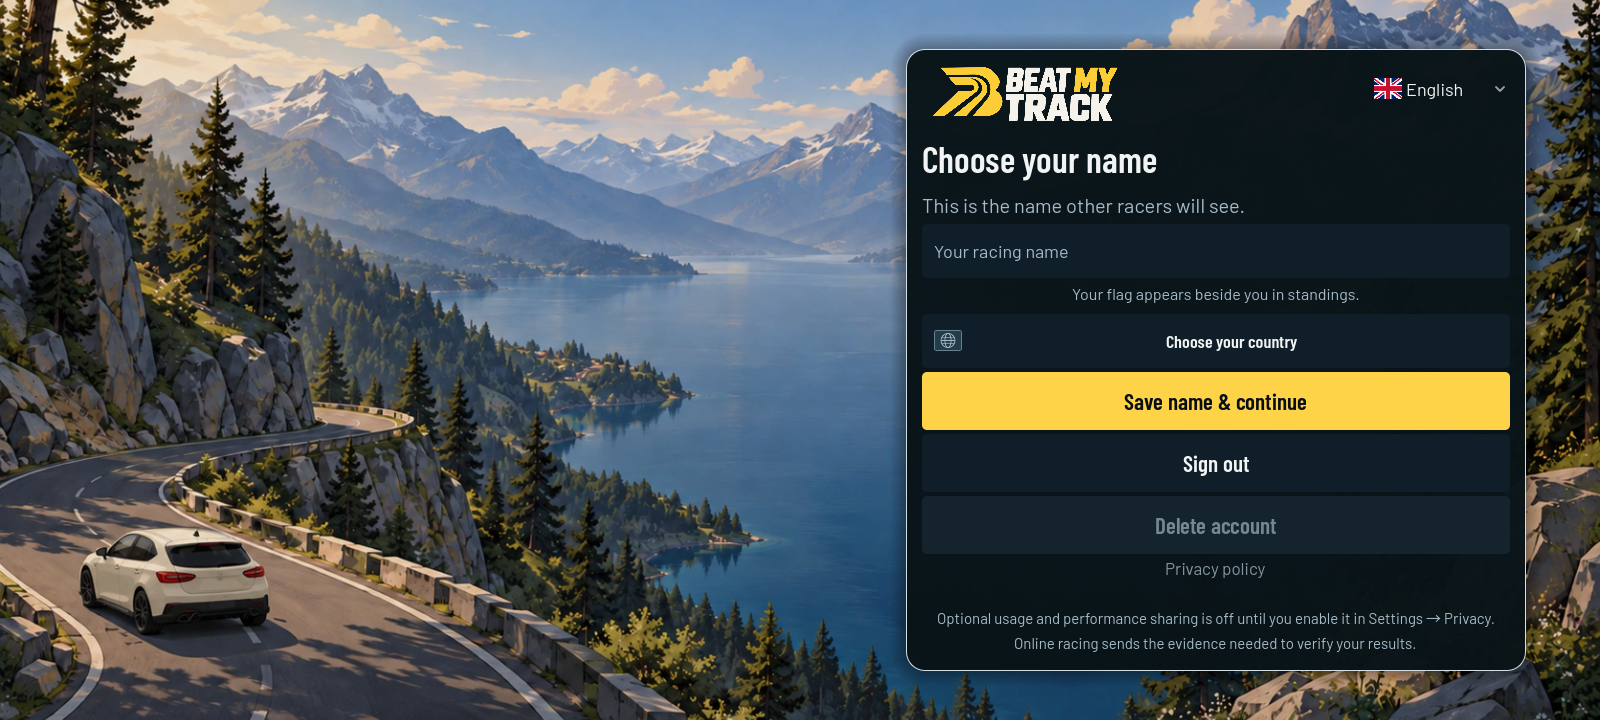 BEAT MY
TRACK
English
Choose your name
This is the name other racers will see.
Your racing name
Your flag appears beside you in standings.
Choose your country
Save name & continue
Sign out
Delete account
Privacy policy
Optional usage and performance sharing is off until you enable it in Settings → Privacy.
Online racing sends the evidence needed to verify your results.